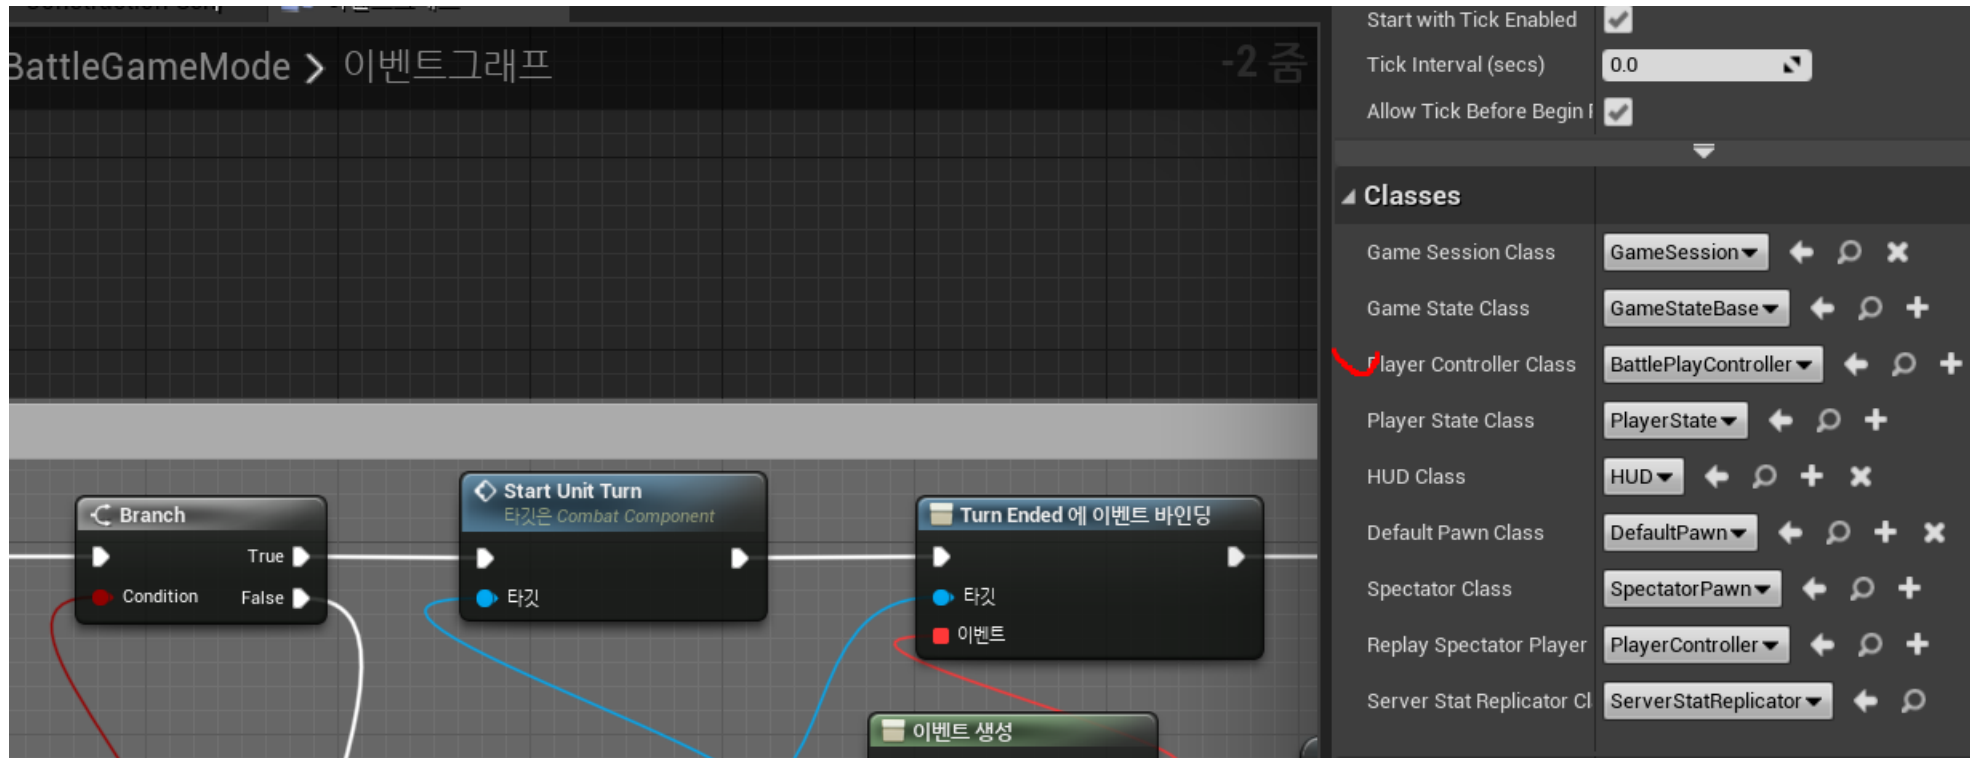 BattleGameMode > 이벤트그래프
-2 줌
Branch
True
Condition
False
Start Unit Turn
타깃은 Combat Component
타깃
Turn Ended 에 이벤트 바인딩
타깃
이벤트
이벤트 생성
Start with Tick Enabled
Tick Interval (secs) 0.0
Allow Tick Before Begin
Classes
Game Session Class GameSession
Game State Class GameStateBase
Player Controller Class BattlePlayController
Player State Class PlayerState
HUD Class HUD
Default Pawn Class DefaultPawn
Spectator Class SpectatorPawn
Replay Spectator Player PlayerController
Server Stat Replicator Cl ServerStatReplicator